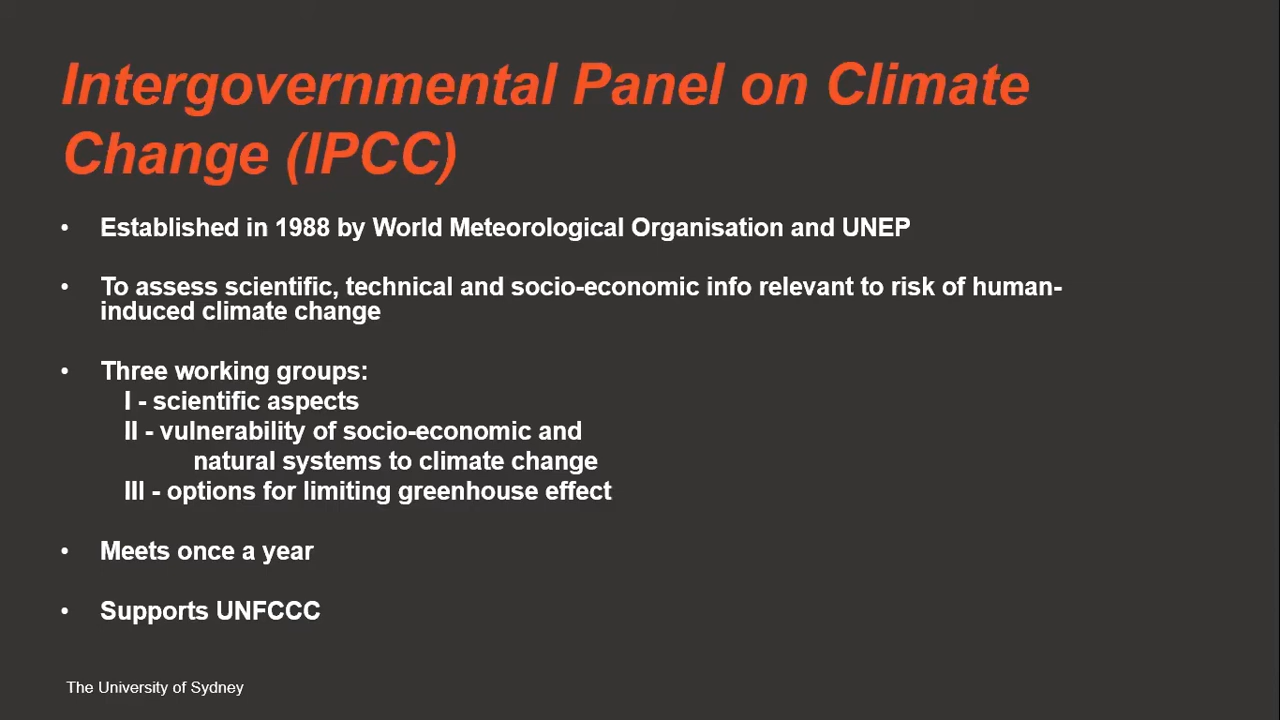 Intergovernmental Panel on Climate
Change (IPCC)
• Established in 1988 by World Meteorological Organisation and UNEP
• To assess scientific, technical and socio-economic info relevant to risk of human-
induced climate change
• Three working groups:
I - scientific aspects
II - vulnerability of socio-economic and
natural systems to climate change
III - options for limiting greenhouse effect
• Meets once a year
• Supports UNFCCC
The University of Sydney